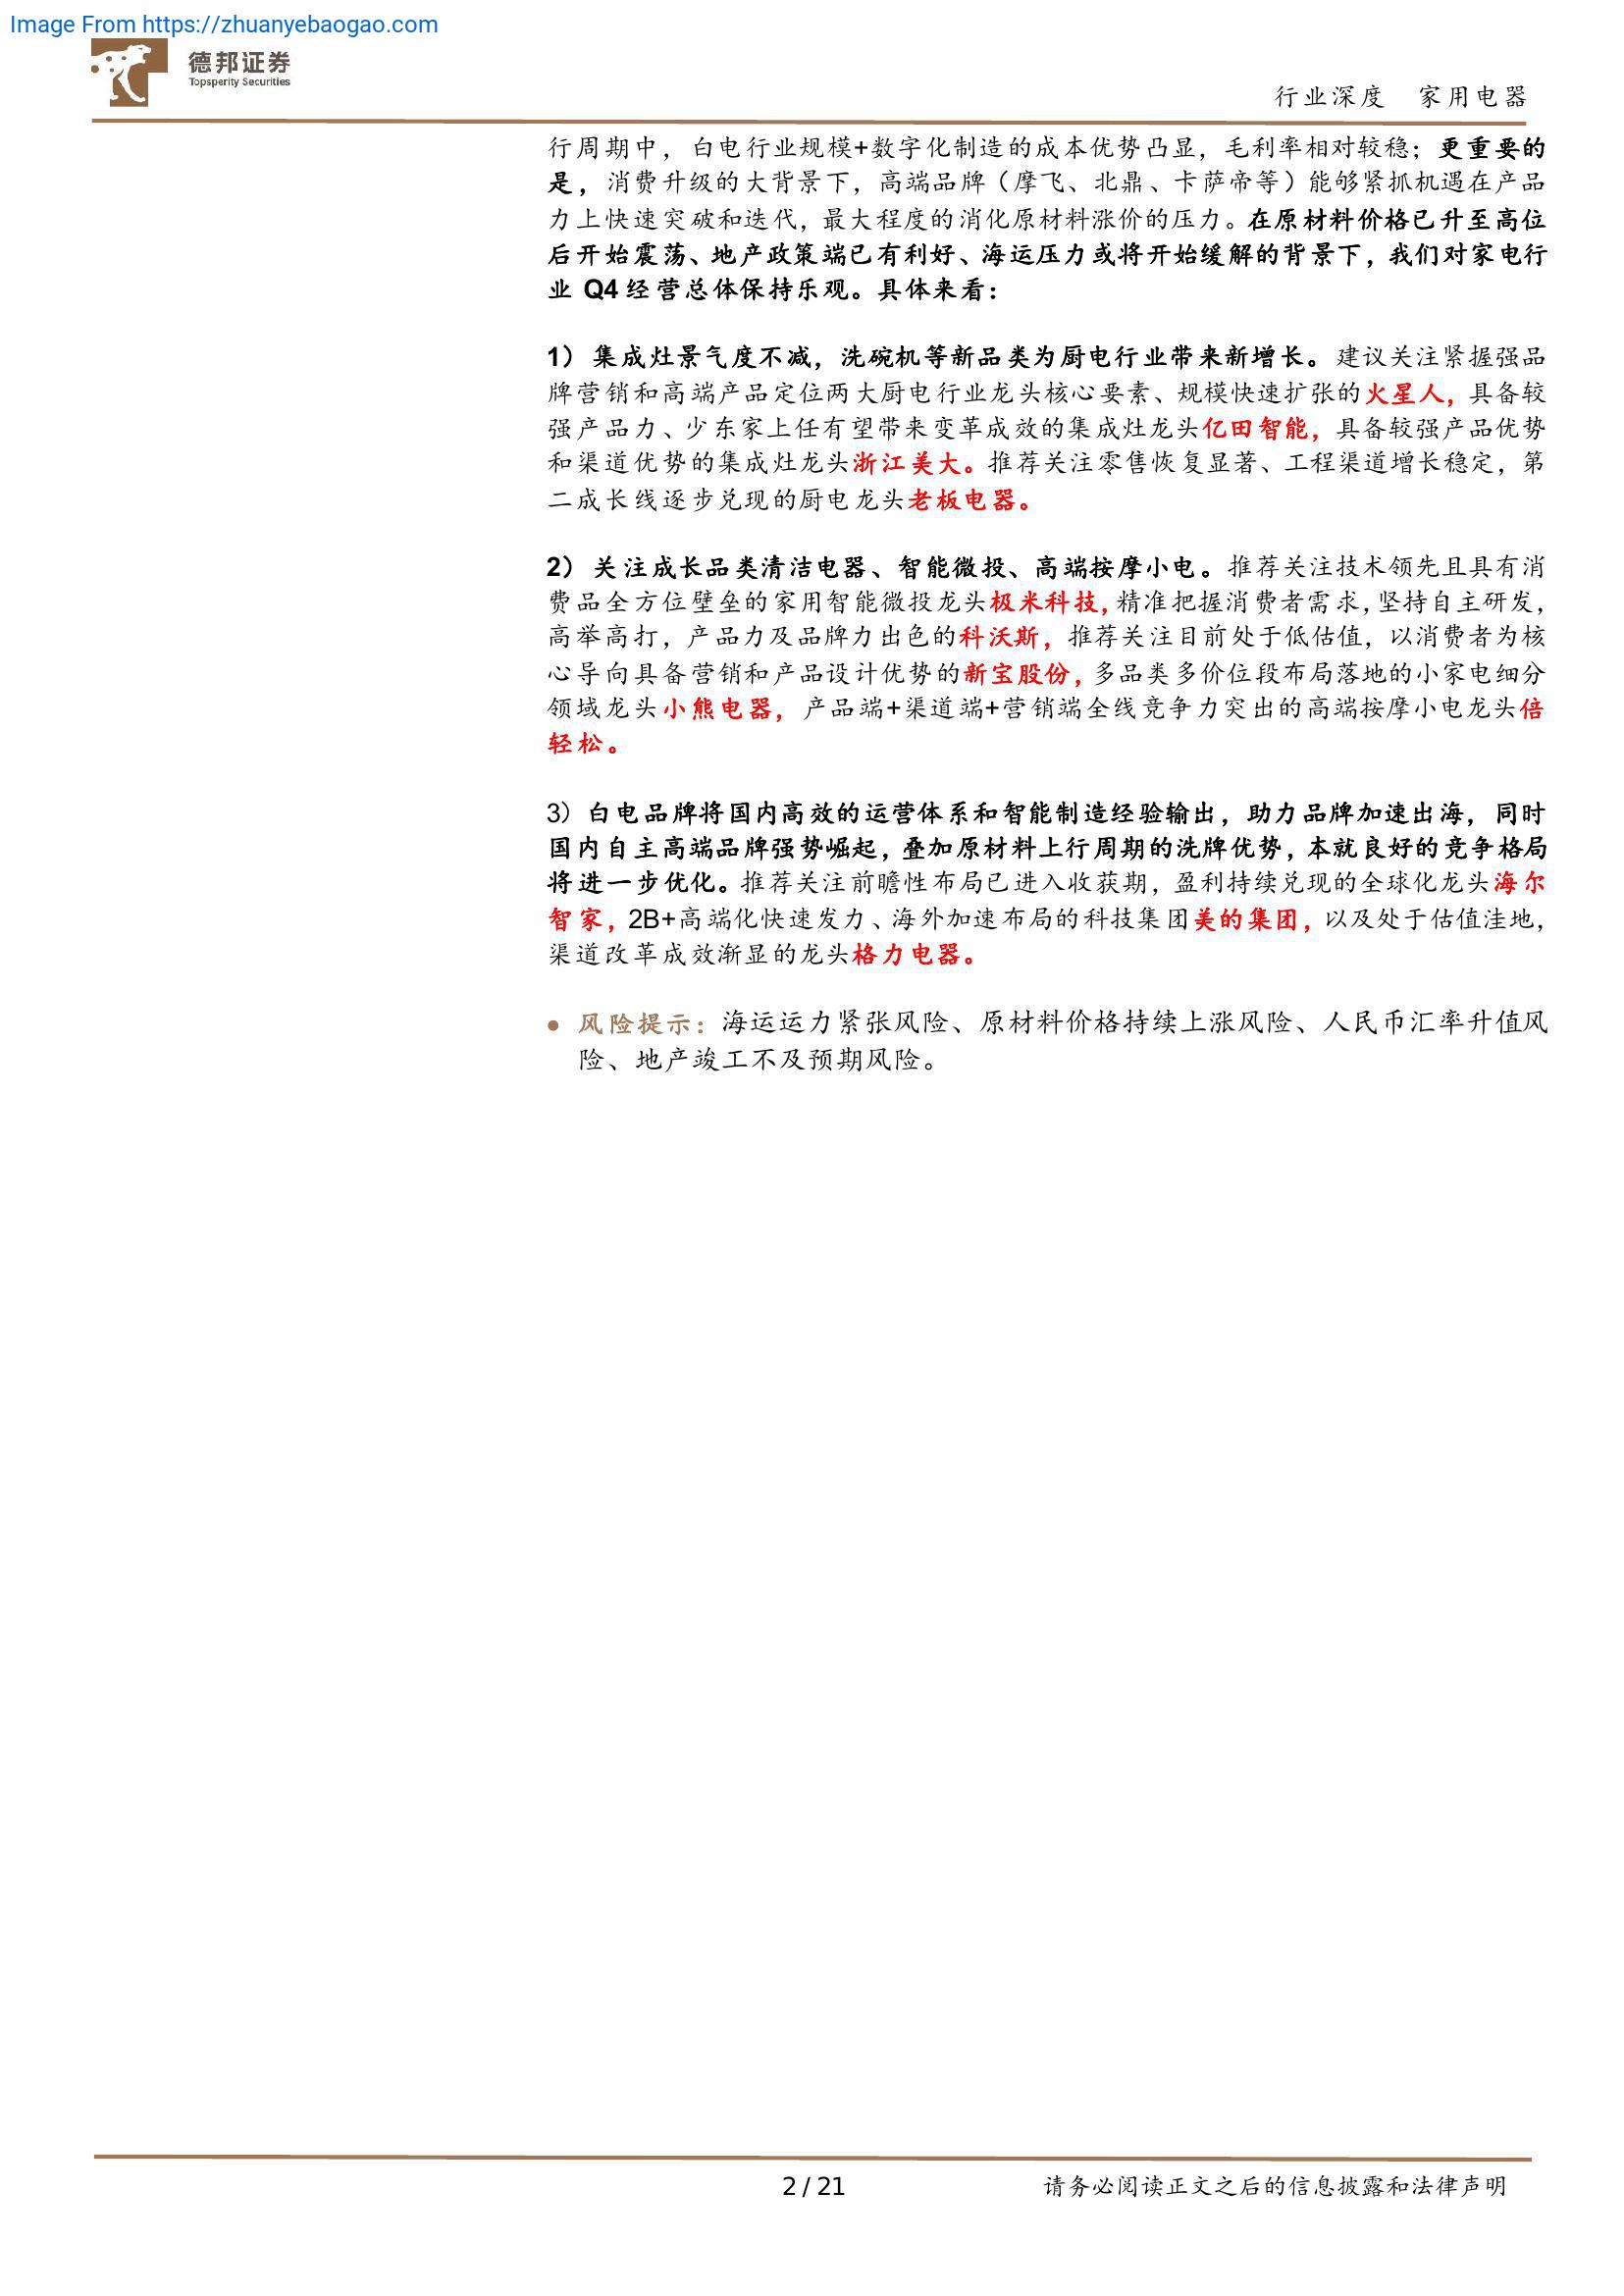 Image From https://zhuanyebaogao.com
德邦证券
Topsperity Securities
行业深度 家用电器
行周期中，白电行业规模+数字化制造的成本优势凸显，毛利率相对较稳；更重要的
是，消费升级的大背景下，高端品牌（摩飞、北鼎、卡萨帝等）能够紧抓机遇在产品
力上快速突破和迭代，最大程度的消化原材料涨价的压力。在原材料价格已升至高位
后开始震荡、地产政策端已有利好、海运压力或将开始缓解的背景下，我们对家电行
业 Q4 经营总体保持乐观。具体来看：
1）集成灶景气度不减，洗碗机等新品类为厨电行业带来新增长。建议关注紧握强品
牌营销和高端产品定位两大厨电行业龙头核心要素、规模快速扩张的火星人，具备较
强产品力、少东家上任有望带来变革成效的集成灶龙头亿田智能，具备较强产品优势
和渠道优势的集成灶龙头浙江美大。推荐关注零售恢复显著、工程渠道增长稳定，第
二成长线逐步兑现的厨电龙头老板电器。
2）关注成长品类清洁电器、智能微投、高端按摩小电。推荐关注技术领先且具有消
费品全方位壁垒的家用智能微投龙头极米科技，精准把握消费者需求，坚持自主研发，
高举高打，产品力及品牌力出色的科沃斯，推荐关注目前处于低估值，以消费者为核
心导向具备营销和产品设计优势的新宝股份，多品类多价位段布局落地的小家电细分
领域龙头小熊电器，产品端+渠道端+营销端全线竞争力突出的高端按摩小电龙头倍
轻松。
3）白电品牌将国内高效的运营体系和智能制造经验输出，助力品牌加速出海，同时
国内自主高端品牌强势崛起，叠加原材料上行周期的洗牌优势，本就良好的竞争格局
将进一步优化。推荐关注前瞻性布局已进入收获期，盈利持续兑现的全球化龙头海尔
智家，2B+高端化快速发力、海外加速布局的科技集团美的集团，以及处于估值洼地，
渠道改革成效渐显的龙头格力电器。
● 风险提示：海运运力紧张风险、原材料价格持续上涨风险、人民币汇率升值风
险、地产竣工不及预期风险。
2 / 21
请务必阅读正文之后的信息披露和法律声明